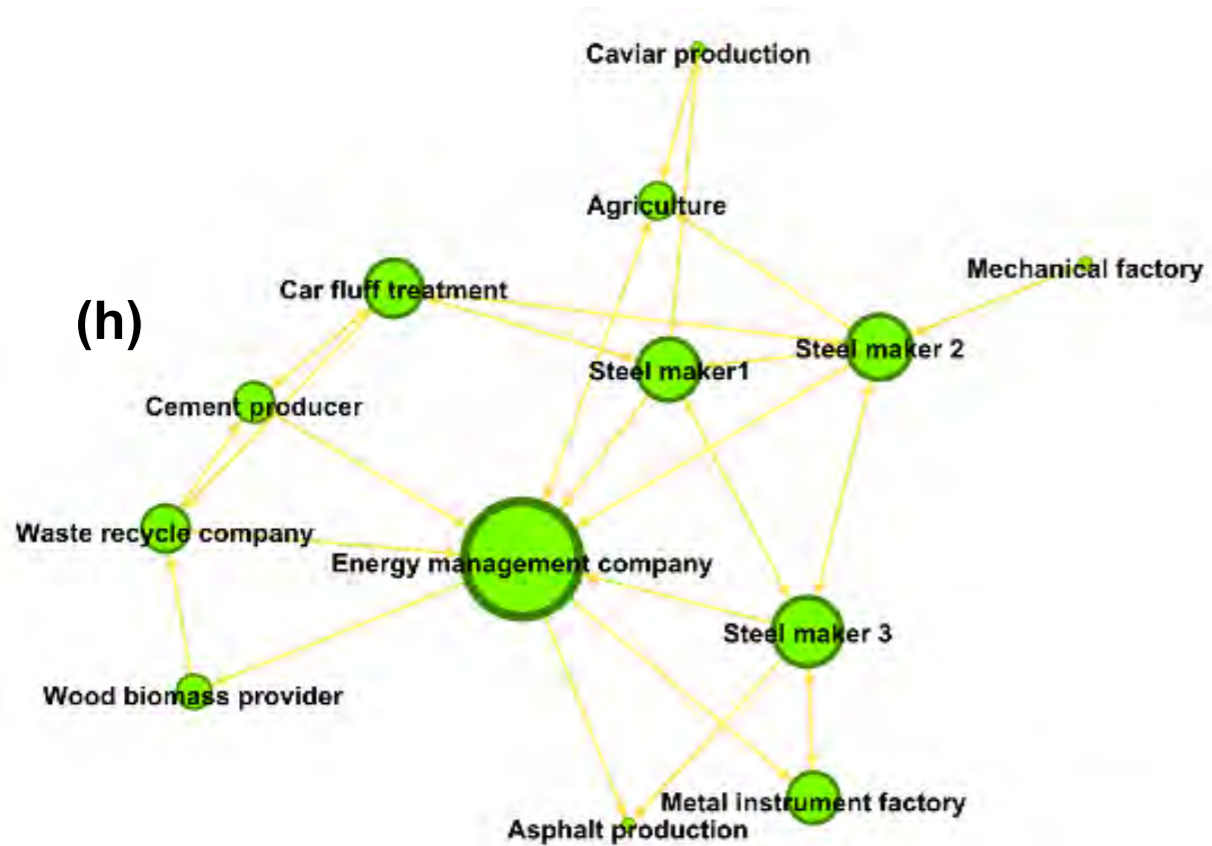 Caviar production
Agriculture
Mechanical factory
Car fluff treatment
(h)
Steel maker 2
Steel maker1
Cement producer
Waste recycle company
Energy management company
Steel maker 3
Wood biomass provider
Metal instrument factory
Asphalt production